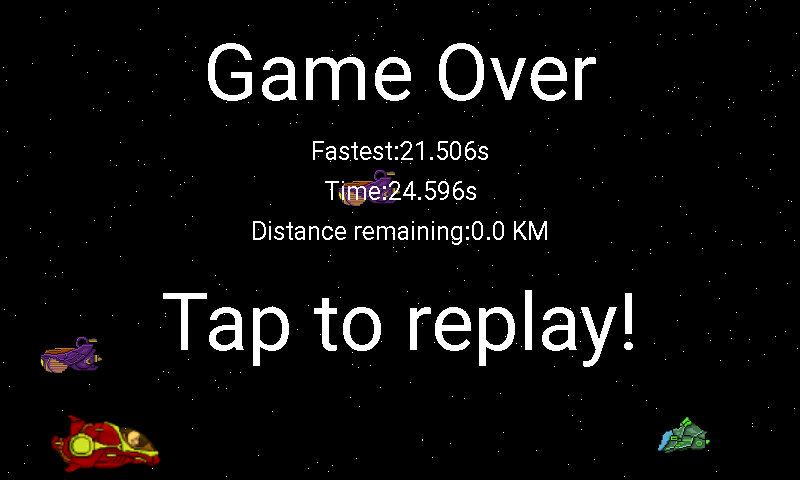 Game Over
Fastest:21.506s
Time:24.596s
Distance remaining:0.0 KM
Tap to replay!